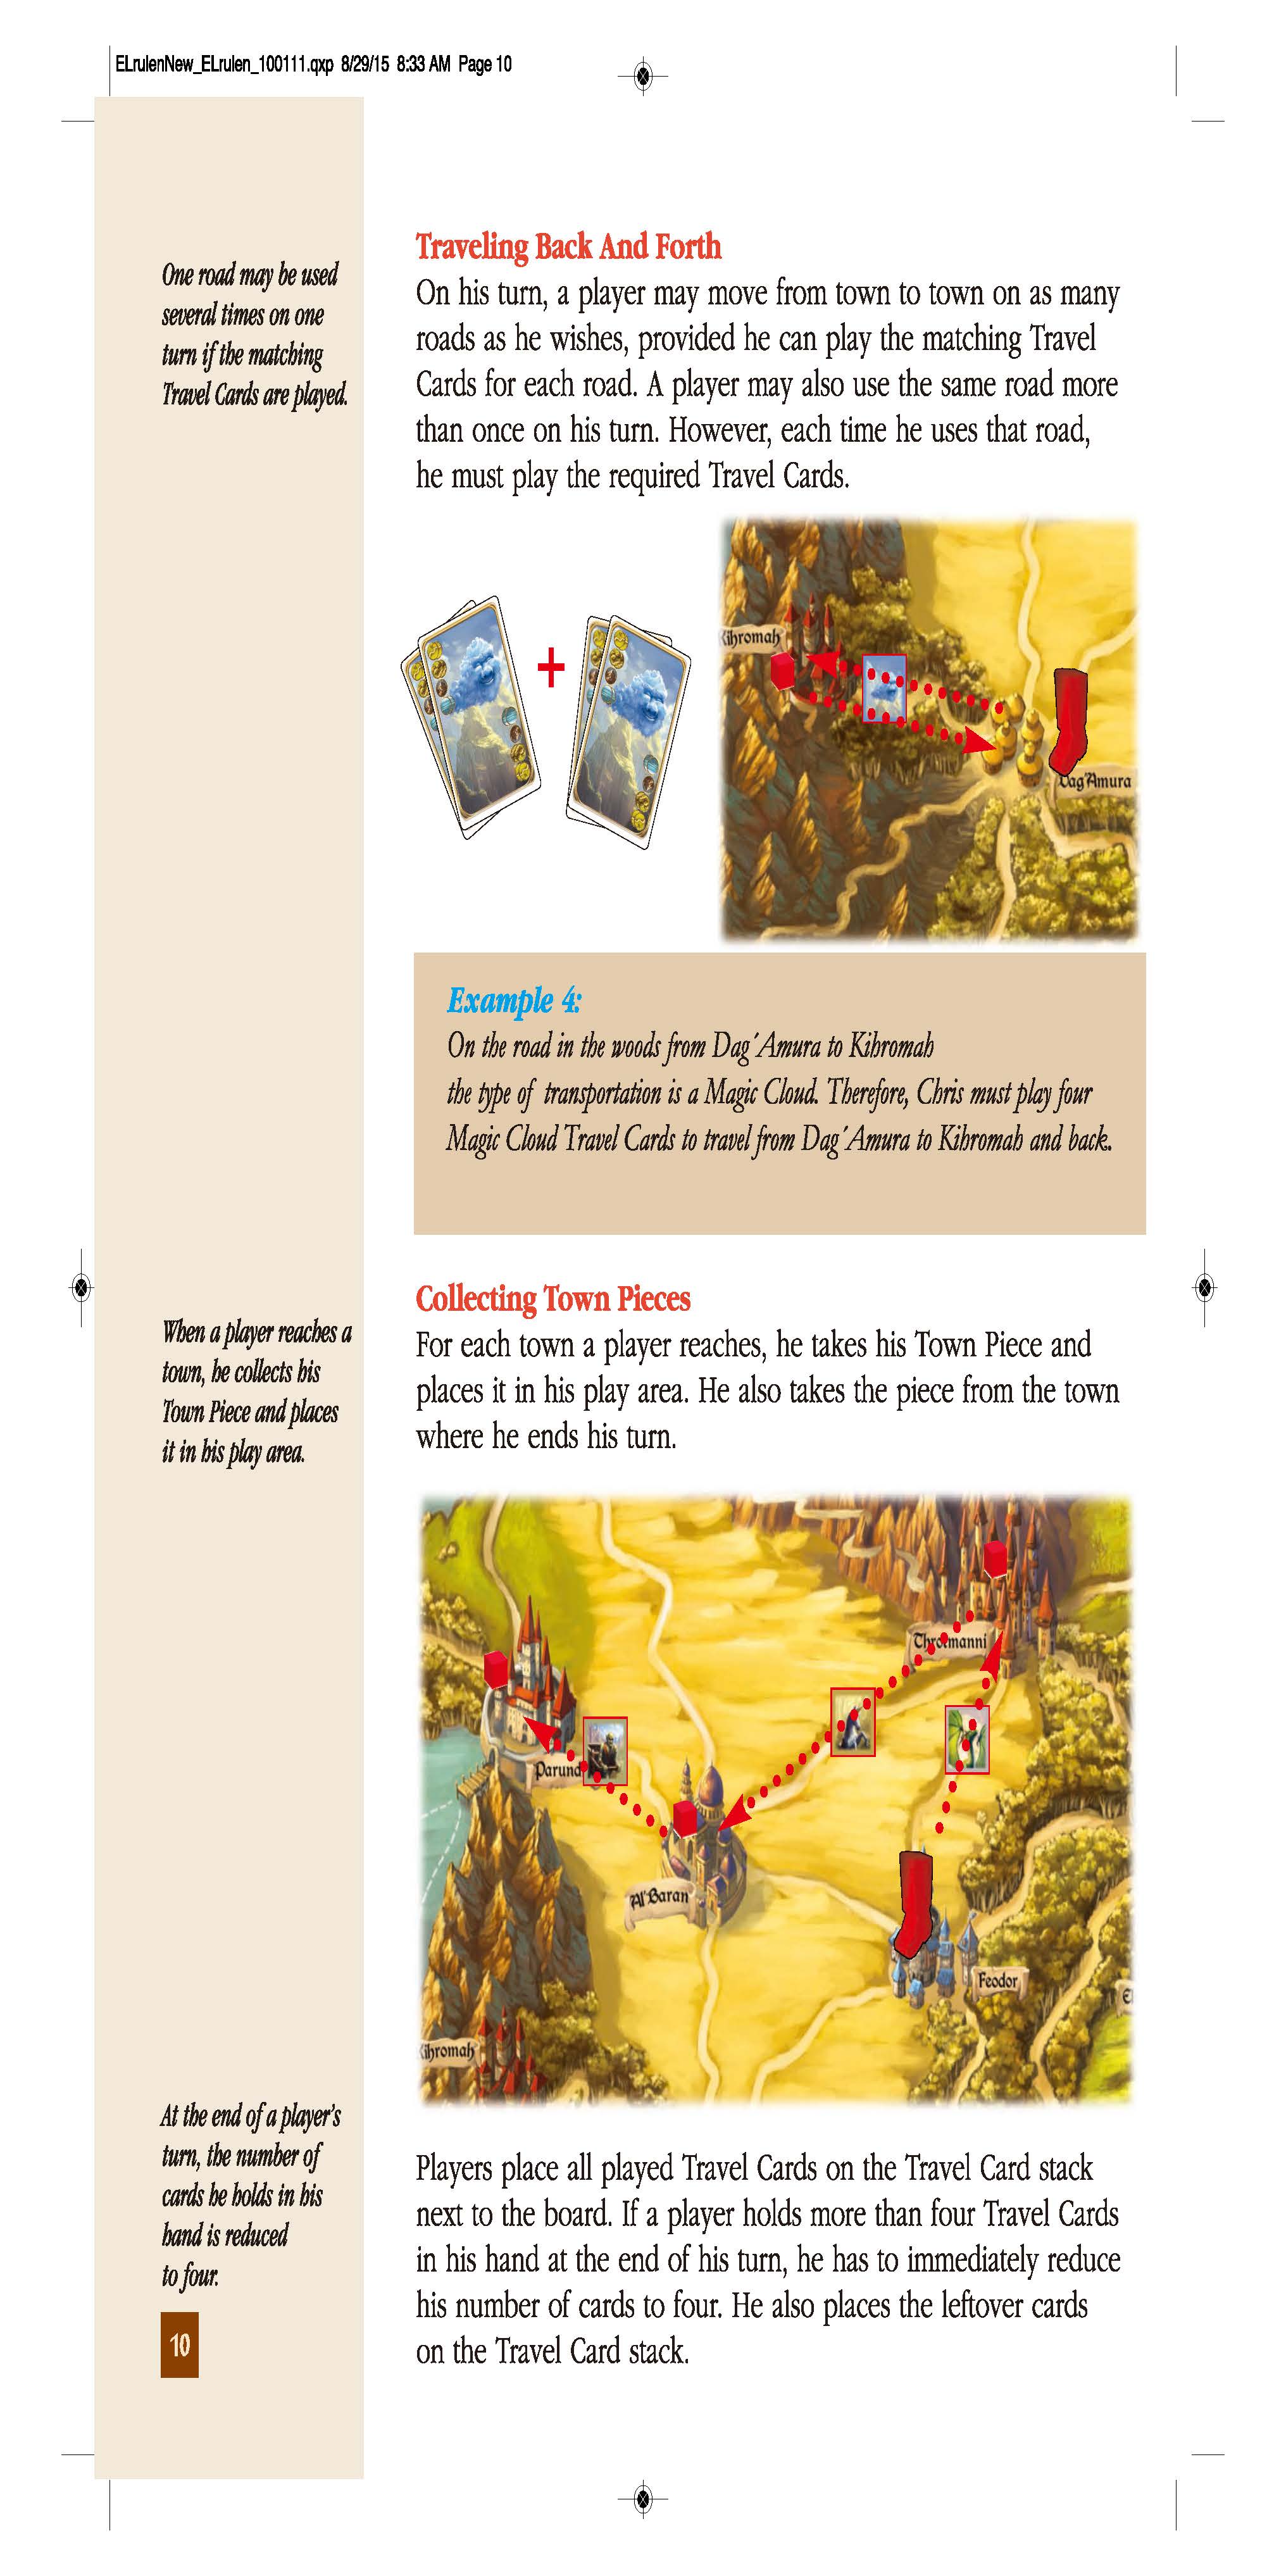 ELrulenNew_ELrulen_100111.qxp 8/29/15 8:33 AM Page 10
One road may be used
several times on one
turn if the matching
Travel Cards are played.
Traveling Back And Forth
On his turn, a player may move from town to town on as many
roads as he wishes, provided he can play the matching Travel
Cards for each road. A player may also use the same road more
than once on his turn. However, each time he uses that road,
he must play the required Travel Cards.
Kihromah
Dag'Amura
+
Example 4:
On the road in the woods from Dag´Amura to Kihromah
the type of transportation is a Magic Cloud. Therefore, Chris must play four
Magic Cloud Travel Cards to travel from Dag´Amura to Kihromah and back.
When a player reaches a
town, he collects his
Town Piece and places
it in his play area.
Collecting Town Pieces
For each town a player reaches, he takes his Town Piece and
places it in his play area. He also takes the piece from the town
where he ends his turn.
Throtmanni
Parundia
Al'Baran
Feodor
Kihromah
At the end of a player's
turn, the number of
cards he holds in his
hand is reduced
to four.
Players place all played Travel Cards on the Travel Card stack
next to the board. If a player holds more than four Travel Cards
in his hand at the end of his turn, he has to immediately reduce
his number of cards to four. He also places the leftover cards
on the Travel Card stack.
10